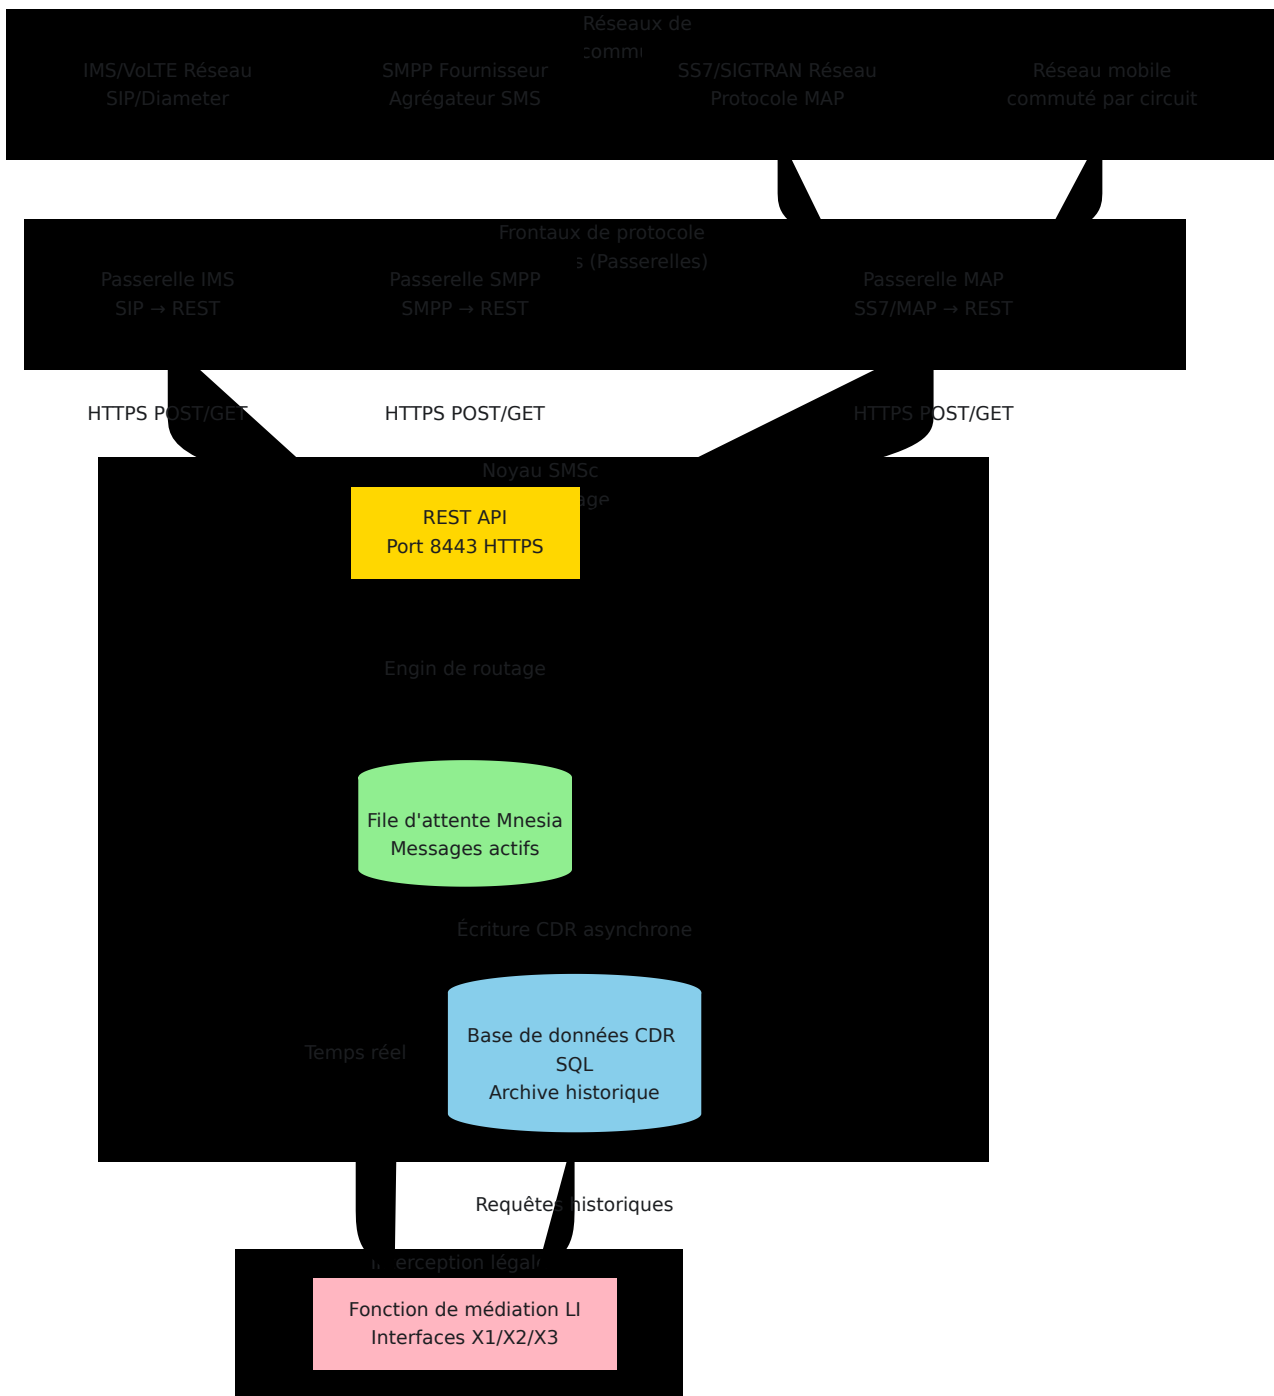 Réseaux de
IMS/VoLTE Réseau
SIP/Diameter
SMPP Fournisseur
Agrégateur SMS
SS7/SIGTRAN Réseau
Protocole MAP
Réseau mobile
commuté par circuit
Frontaux de protocole
(Passerelles)
Passerelle IMS
SIP → REST
Passerelle SMPP
SMPP → REST
Passerelle MAP
SS7/MAP → REST
HTTPS POST/GET
HTTPS POST/GET
HTTPS POST/GET
Noyau SMSc
REST API
Port 8443 HTTPS
Engin de routage
File d'attente Mnesia
Messages actifs
Écriture CDR asynchrone
Temps réel
Base de données CDR
SQL
Archive historique
Requêtes historiques
Interception légale
Fonction de médiation LI
Interfaces X1/X2/X3